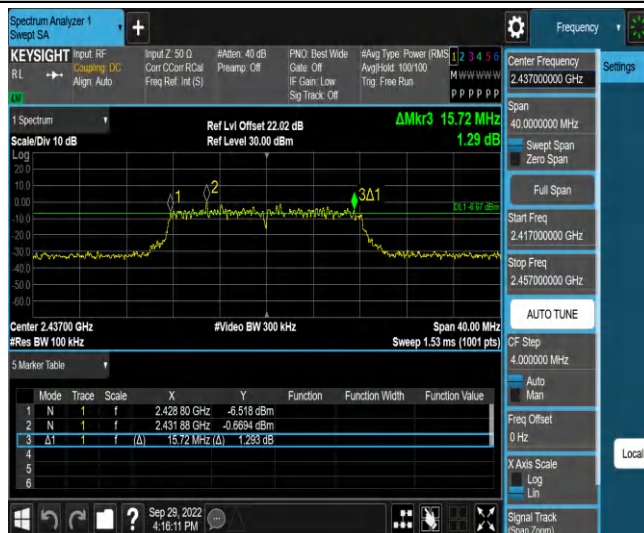 Spectrum Analyzer 1
Swept SA
+
Frequency
KEYSIGHT
RL
LV
Input: RF
Coupling: DC
Align: Auto
Input Z: 50 Ω
Corr CCorr RCal
Freq Ref: Int (S)
#Atten: 40 dB
Preamp: Off
PNO: Best Wide
Gate: Off
IF Gain: Low
Sig Track: Off
#Avg Type: Power (RMS)
Avg|Hold: 100/100
Trig: Free Run
1 2 3 4 5 6
M W W W W W
P P P P P P
1 Spectrum
Scale/Div 10 dB
Ref Lvl Offset 22.02 dB
Ref Level 30.00 dBm
ΔMkr3 15.72 MHz
1.29 dB
Log
20.0
10.0
0.00
-10.0
-20.0
-30.0
-40.0
-50.0
-60.0
1
2
3Δ1
DL1 -6.67 dBm
Center 2.43700 GHz
#Res BW 100 kHz
#Video BW 300 kHz
Span 40.00 MHz
Sweep 1.53 ms (1001 pts)
5 Marker Table
Mode Trace Scale X Y Function Function Width Function Value
1 N 1 f 2.428 80 GHz -6.518 dBm
2 N 1 f 2.431 88 GHz -0.6694 dBm
3 Δ1 1 f (Δ) 15.72 MHz (Δ) 1.293 dB
4
5
6
?
Sep 29, 2022
4:16:11 PM
Center Frequency
2.437000000 GHz
Settings
Span
40.0000000 MHz
Swept Span
Zero Span
Full Span
Start Freq
2.417000000 GHz
Stop Freq
2.457000000 GHz
AUTO TUNE
CF Step
4.000000 MHz
Auto
Man
Freq Offset
0 Hz
X Axis Scale
Log
Lin
Local
Signal Track
(Span Zoom)